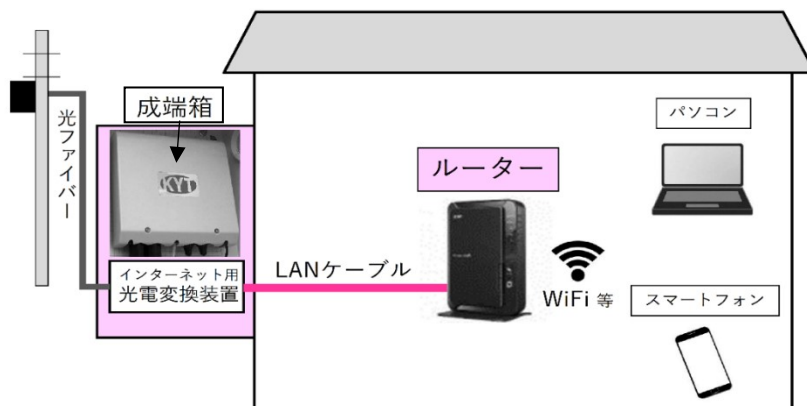 成端箱
光ファイバー
KYT
インターネット用
光電変換装置
LANケーブル
ルーター
WiFi 等
パソコン
スマートフォン